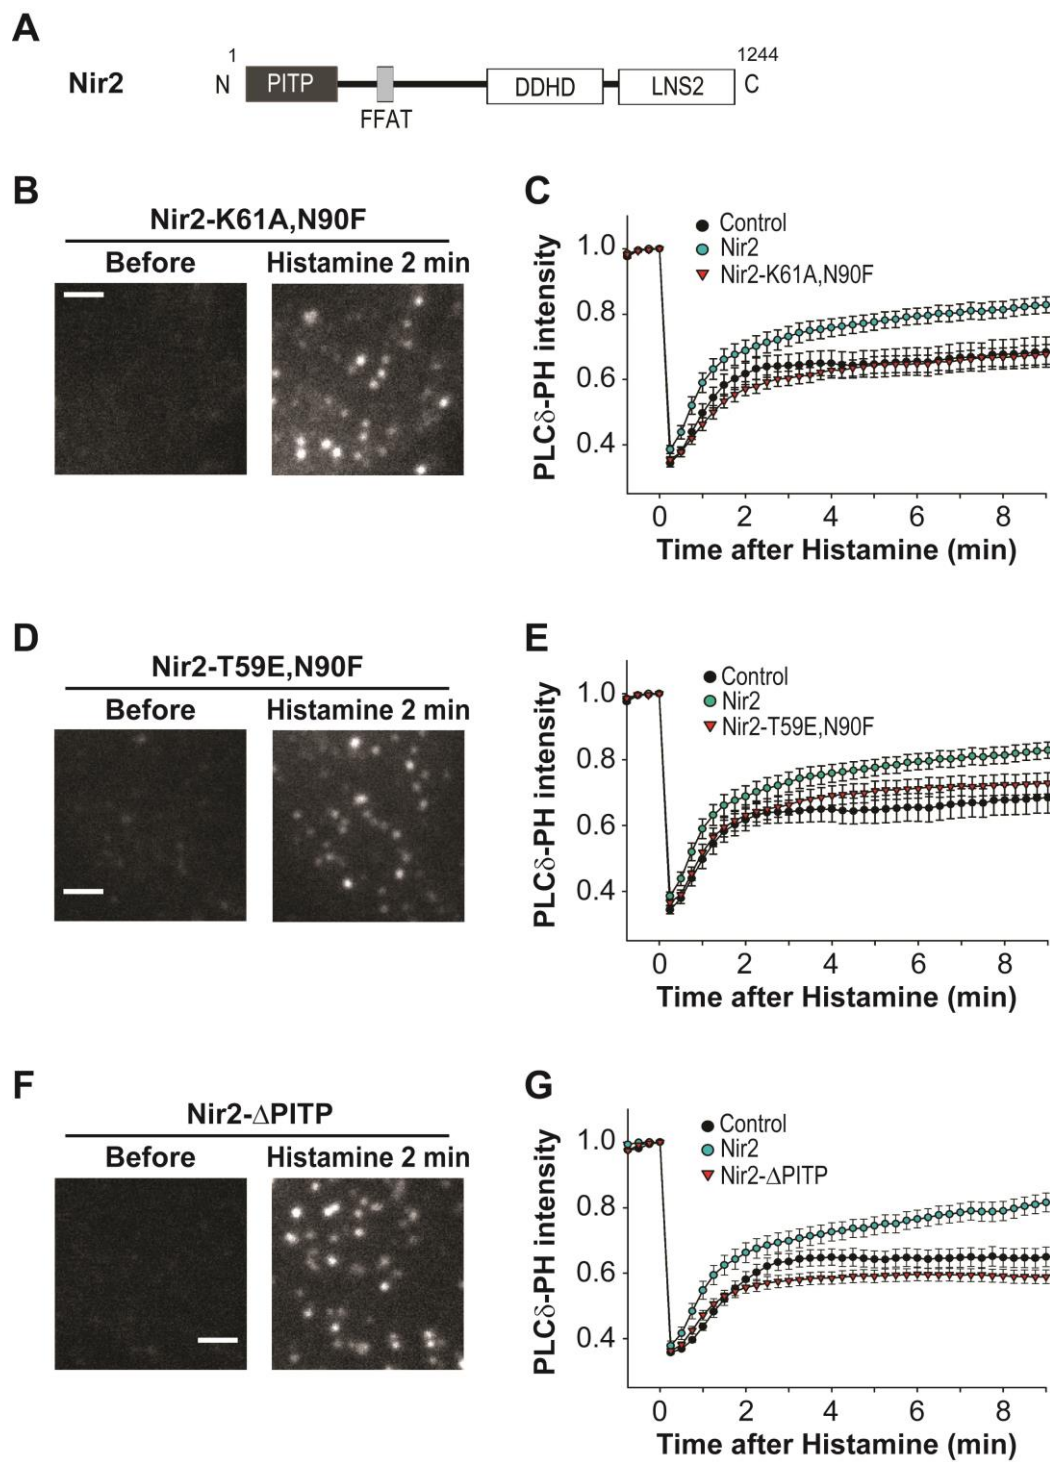 A
Nir2
N
1
PITP
FFAT
DDHD
LNS2
1244
C
B
Nir2-K61A,N90F
Before
Histamine 2 min
C
Control
Nir2
Nir2-K61A,N90F
PLCδ-PH intensity
1.0
0.8
0.6
0.4
0 2 4 6 8
Time after Histamine (min)
D
Nir2-T59E,N90F
Before
Histamine 2 min
E
Control
Nir2
Nir2-T59E,N90F
PLCδ-PH intensity
1.0
0.8
0.6
0.4
0 2 4 6 8
Time after Histamine (min)
F
Nir2-ΔPITP
Before
Histamine 2 min
G
Control
Nir2
Nir2-ΔPITP
PLCδ-PH intensity
1.0
0.8
0.6
0.4
0 2 4 6 8
Time after Histamine (min)